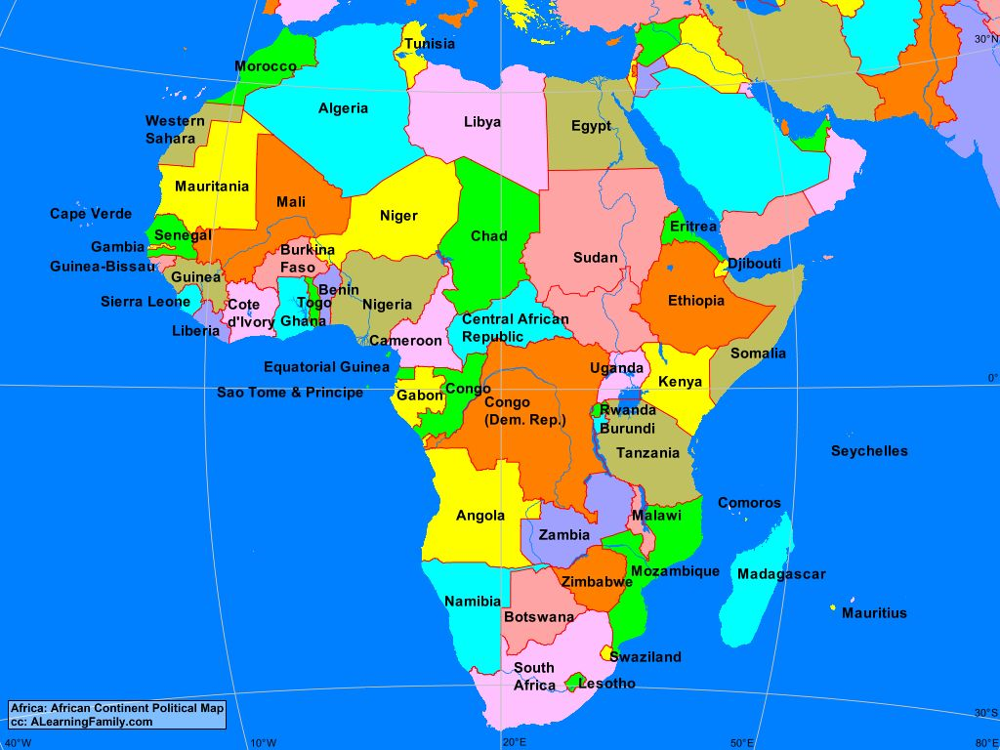 30°N
Tunisia
Morocco
Algeria
Libya
Egypt
Western
Sahara
Mauritania
Mali
Niger
Chad
Sudan
Eritrea
Cape Verde
Senegal
Gambia
Guinea-Bissau
Guinea
Burkina
Faso
Djibouti
Benin
Togo
Nigeria
Ethiopia
Sierra Leone
Cote
d'Ivory
Ghana
Liberia
Central African
Republic
Cameroon
Somalia
Equatorial Guinea
Uganda
Kenya
0°
Sao Tome & Principe
Gabon
Congo
Congo
(Dem. Rep.)
Rwanda
Burundi
Tanzania
Seychelles
Comoros
Angola
Malawi
Zambia
Mozambique
Madagascar
Zimbabwe
Namibia
Botswana
Mauritius
Swaziland
South
Africa
Lesotho
Africa: African Continent Political Map
cc: ALearningFamily.com
30°S
40°W
10°W
20°E
50°E
80°E